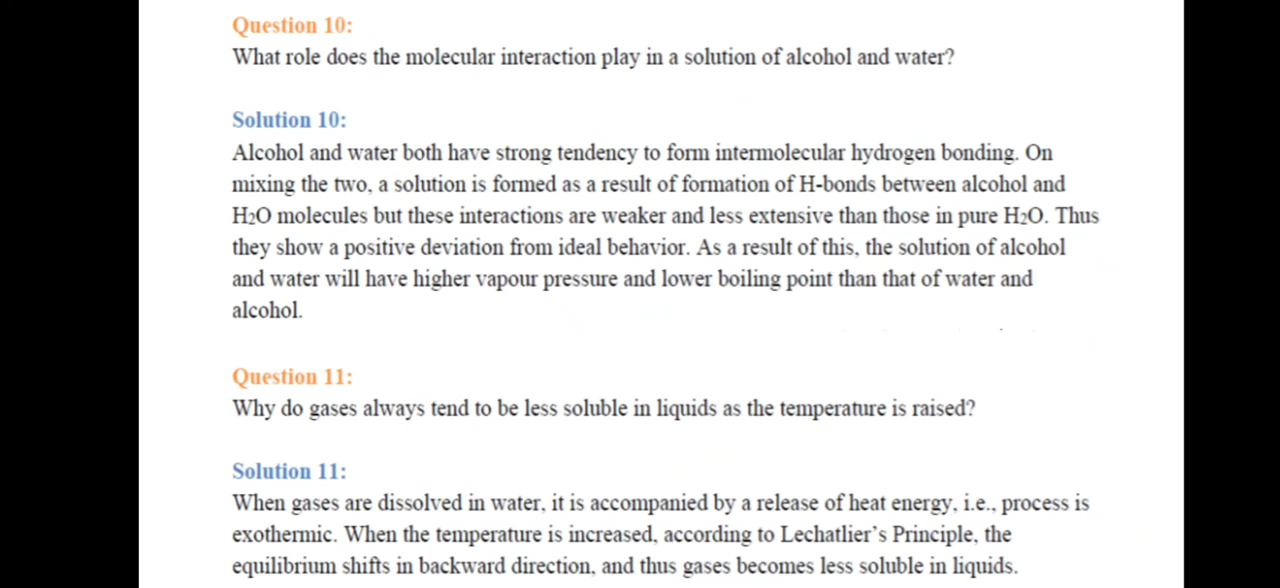 Question 10:
What role does the molecular interaction play in a solution of alcohol and water?
Solution 10:
Alcohol and water both have strong tendency to form intermolecular hydrogen bonding. On
mixing the two, a solution is formed as a result of formation of H-bonds between alcohol and
H₂O molecules but these interactions are weaker and less extensive than those in pure H₂O. Thus
they show a positive deviation from ideal behavior. As a result of this, the solution of alcohol
and water will have higher vapour pressure and lower boiling point than that of water and
alcohol.
Question 11:
Why do gases always tend to be less soluble in liquids as the temperature is raised?
Solution 11:
When gases are dissolved in water, it is accompanied by a release of heat energy, i.e., process is
exothermic. When the temperature is increased, according to Lechatlier’s Principle, the
equilibrium shifts in backward direction, and thus gases becomes less soluble in liquids.